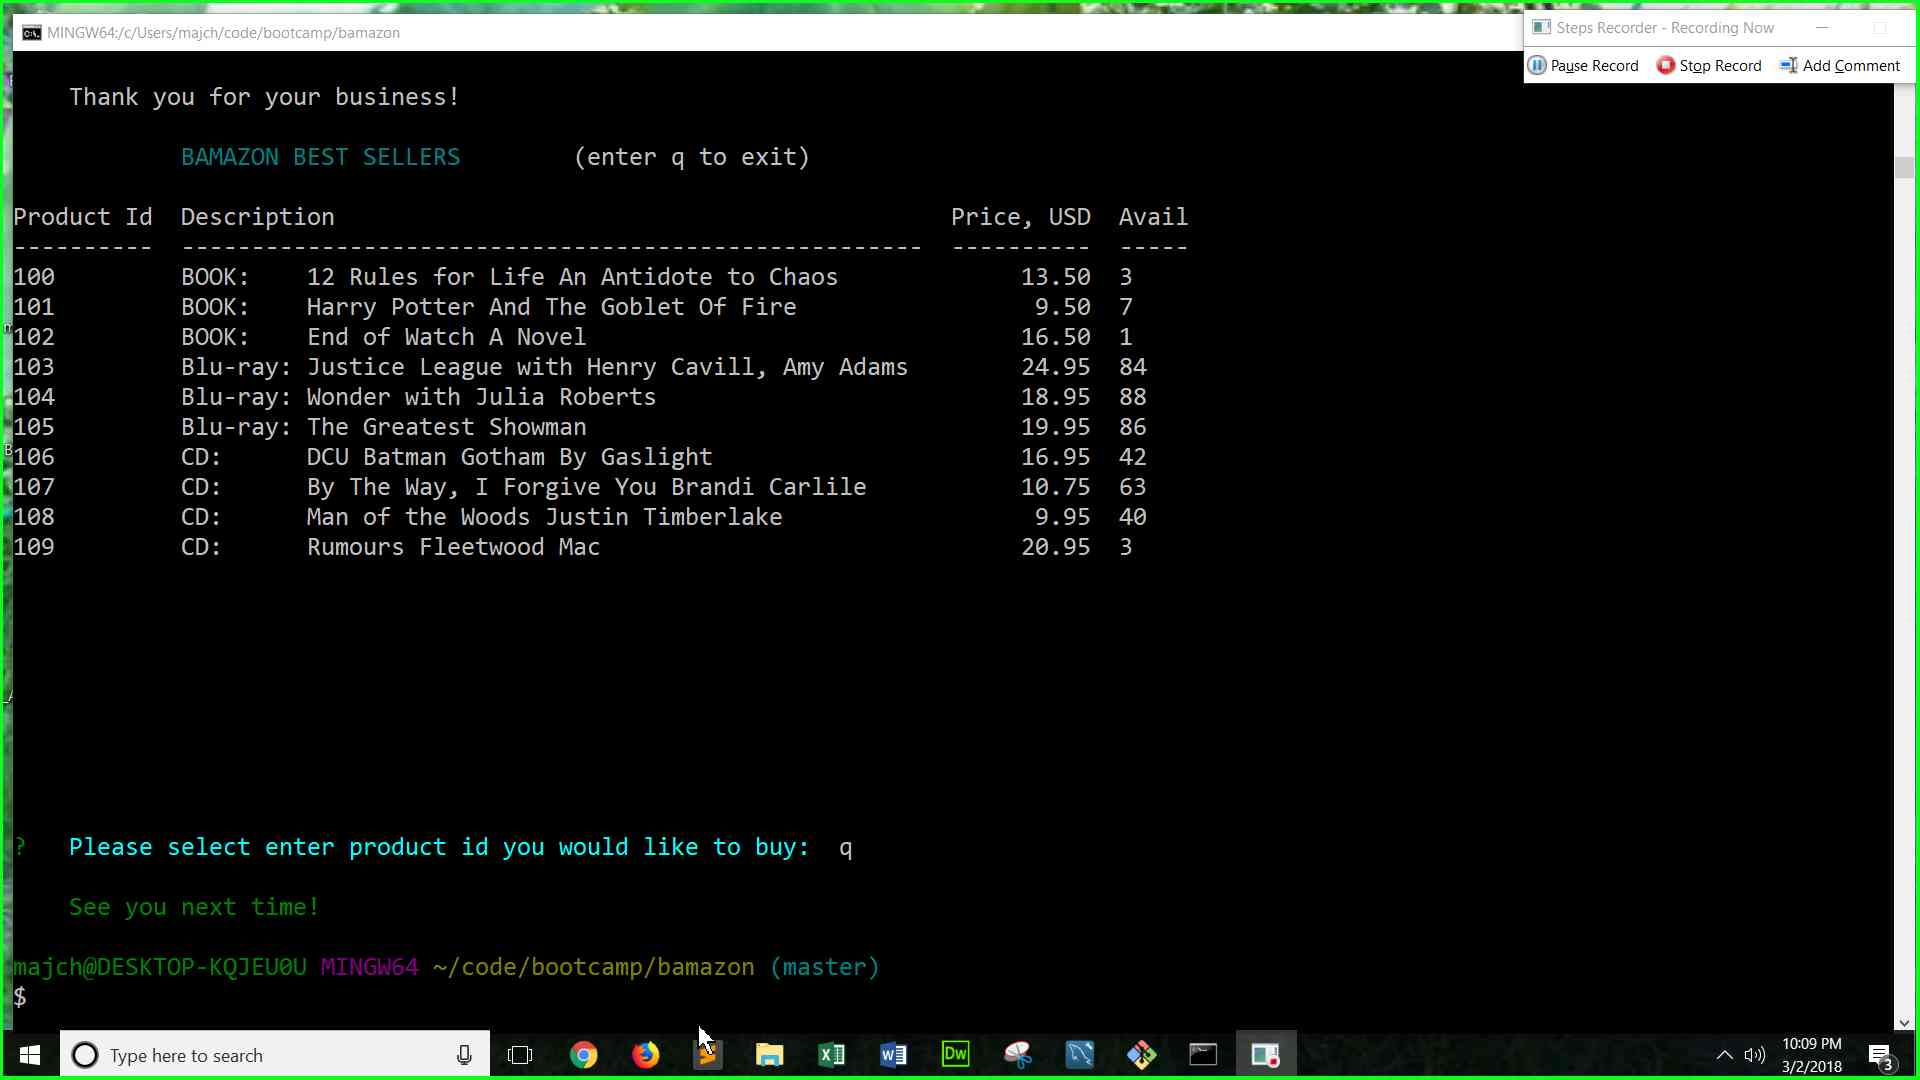 MINGW64:/c/Users/majch/code/bootcamp/bamazon
Steps Recorder - Recording Now
Pause Record Stop Record Add Comment
Thank you for your business!
BAMAZON BEST SELLERS (enter q to exit)
Product Id Description Price, USD Avail
---------- ----------------------------------------------------- ---------- -----
100 BOOK: 12 Rules for Life An Antidote to Chaos 13.50 3
101 BOOK: Harry Potter And The Goblet Of Fire 9.50 7
102 BOOK: End of Watch A Novel 16.50 1
103 Blu-ray: Justice League with Henry Cavill, Amy Adams 24.95 84
104 Blu-ray: Wonder with Julia Roberts 18.95 88
105 Blu-ray: The Greatest Showman 19.95 86
106 CD: DCU Batman Gotham By Gaslight 16.95 42
107 CD: By The Way, I Forgive You Brandi Carlile 10.75 63
108 CD: Man of the Woods Justin Timberlake 9.95 40
109 CD: Rumours Fleetwood Mac 20.95 3
? Please select enter product id you would like to buy: q
See you next time!
majch@DESKTOP-KQJEU0U MINGW64 ~/code/bootcamp/bamazon (master)
$
Type here to search
Dw
10:09 PM
3/2/2018
3